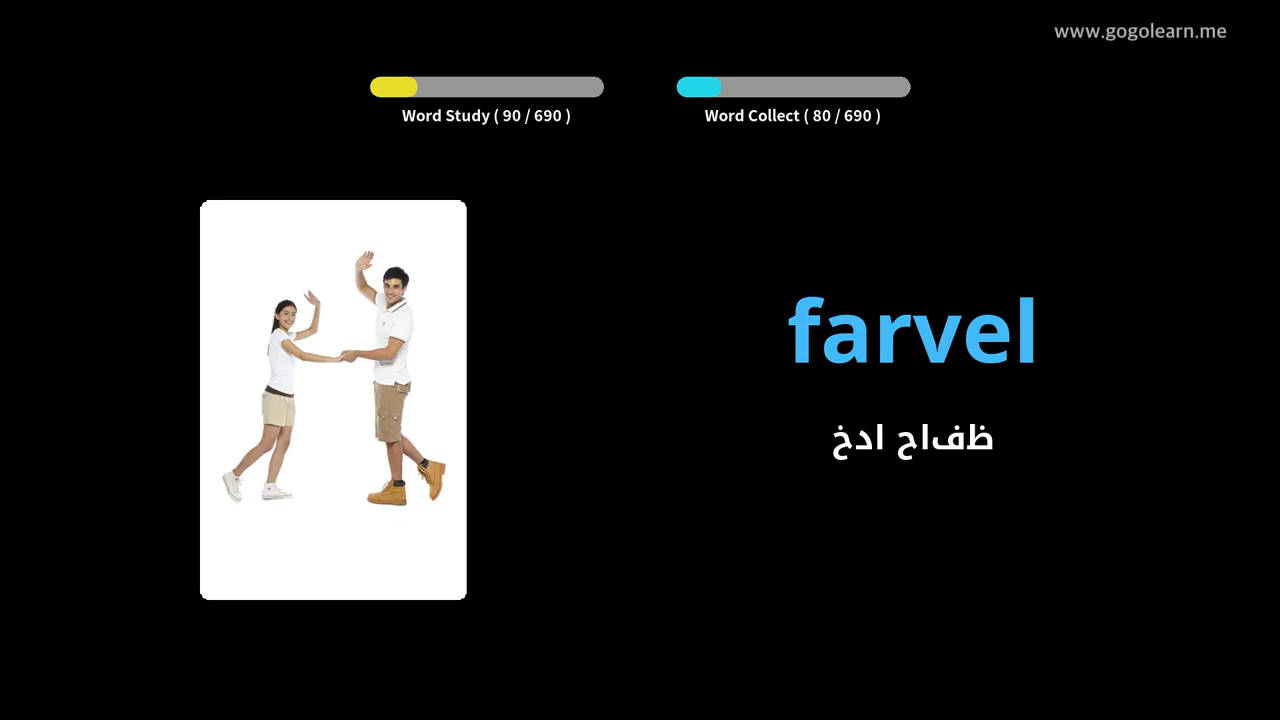 www.gogolearn.me
Word Study ( 90 / 690 )
Word Collect ( 80 / 690 )
farvel
ظفاح ادخ